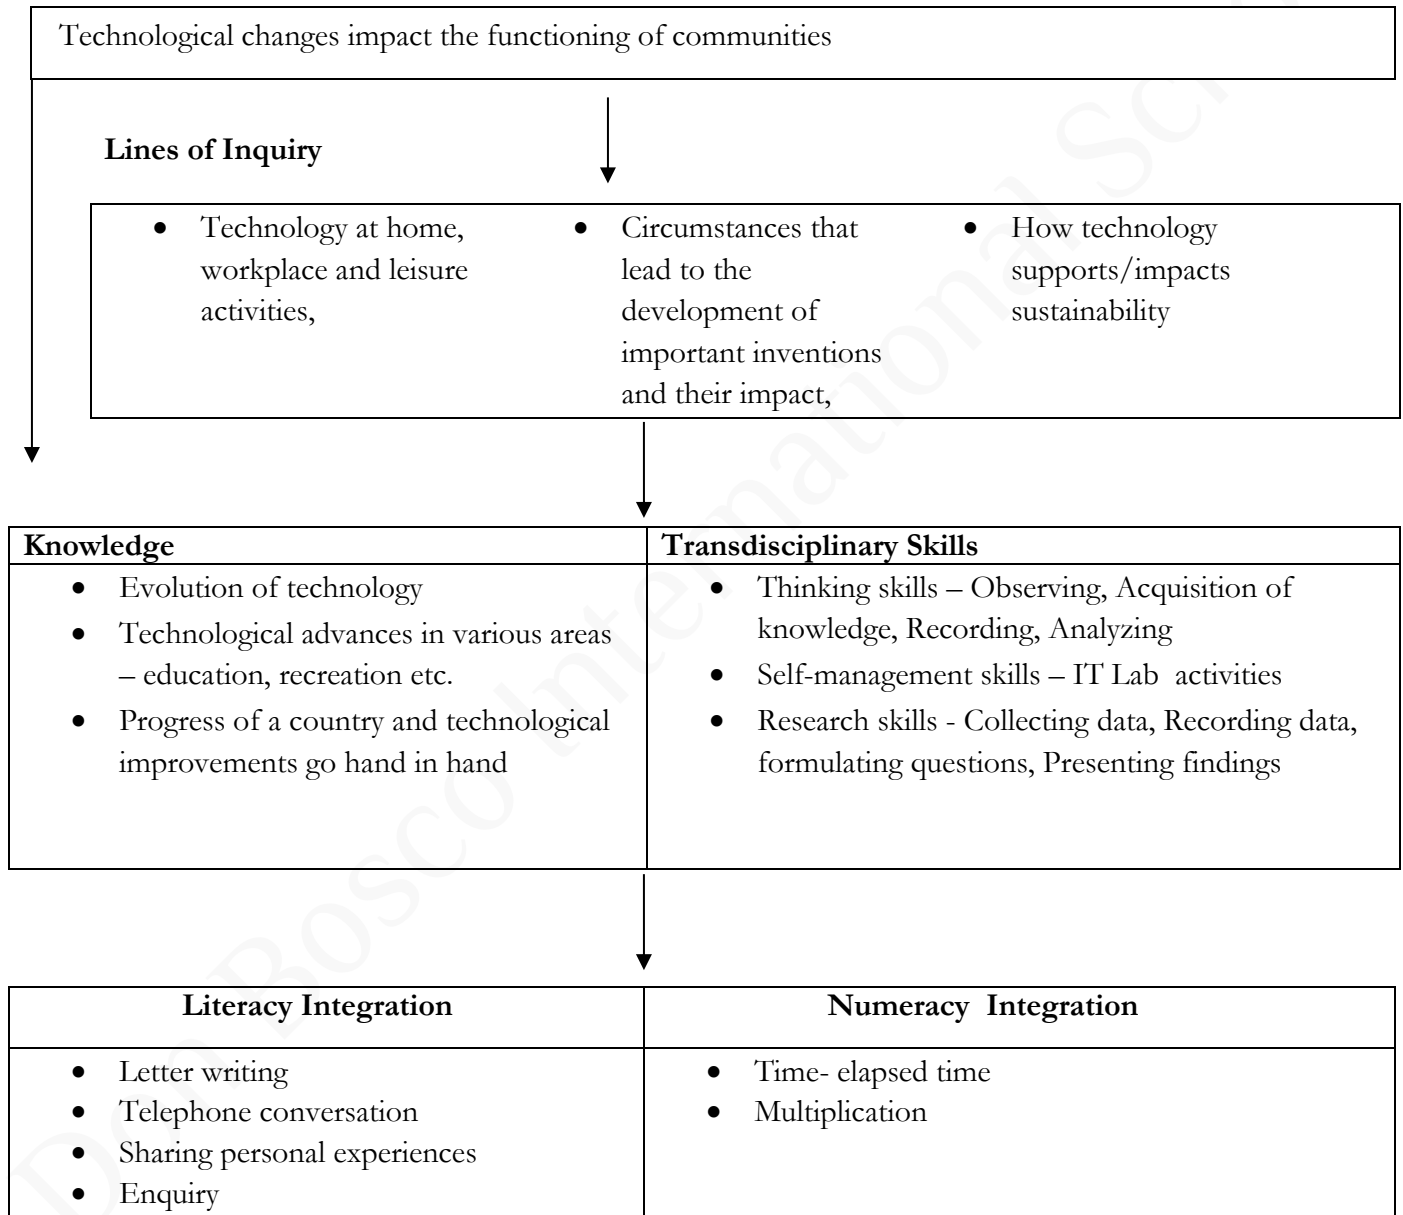 Technological changes impact the functioning of communities
Lines of Inquiry
• Technology at home,
workplace and leisure
activities,
• Circumstances that
lead to the
development of
important inventions
and their impact,
• How technology
supports/impacts
sustainability
Knowledge
• Evolution of technology
• Technological advances in various areas
– education, recreation etc.
• Progress of a country and technological
improvements go hand in hand
Transdisciplinary Skills
• Thinking skills – Observing, Acquisition of
knowledge, Recording, Analyzing
• Self-management skills – IT Lab activities
• Research skills - Collecting data, Recording data,
formulating questions, Presenting findings
Literacy Integration
• Letter writing
• Telephone conversation
• Sharing personal experiences
• Enquiry
Numeracy Integration
• Time- elapsed time
• Multiplication
Don Bosco International